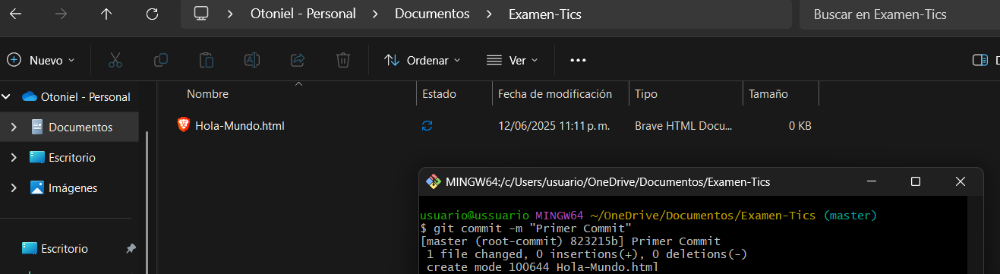 Otoniel - Personal > Documentos > Examen-Tics
Buscar en Examen-Tics
Nuevo
Ordenar
Ver
Otoniel - Personal
Documentos
Escritorio
Imágenes
Escritorio
Nombre Estado Fecha de modificación Tipo Tamaño
Hola-Mundo.html 12/06/2025 11:11 p. m. Brave HTML Docu... 0 KB
MINGW64:/c/Users/usuario/OneDrive/Documentos/Examen-Tics
usuario@ussuario MINGW64 ~/OneDrive/Documentos/Examen-Tics (master)
$ git commit -m "Primer Commit"
[master (root-commit) 823215b] Primer Commit
1 file changed, 0 insertions(+), 0 deletions(-)
create mode 100644 Hola-Mundo.html